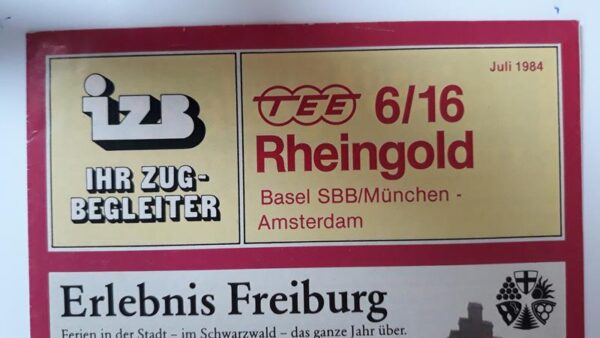 Juli 1984
izb
IHR ZUG-
BEGLEITER
TEE 6/16
Rheingold
Basel SBB/München -
Amsterdam
Erlebnis Freiburg
Ferien in der Stadt – im Schwarzwald – das ganze Jahr über.